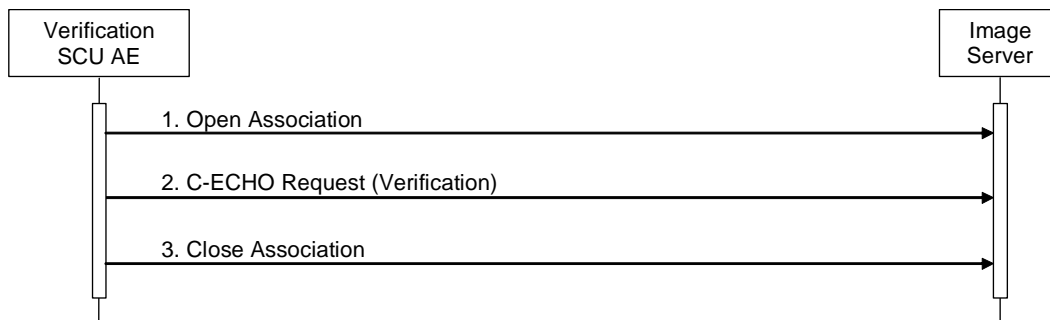 Verification
SCU AE
Image
Server
1. Open Association
2. C-ECHO Request (Verification)
3. Close Association